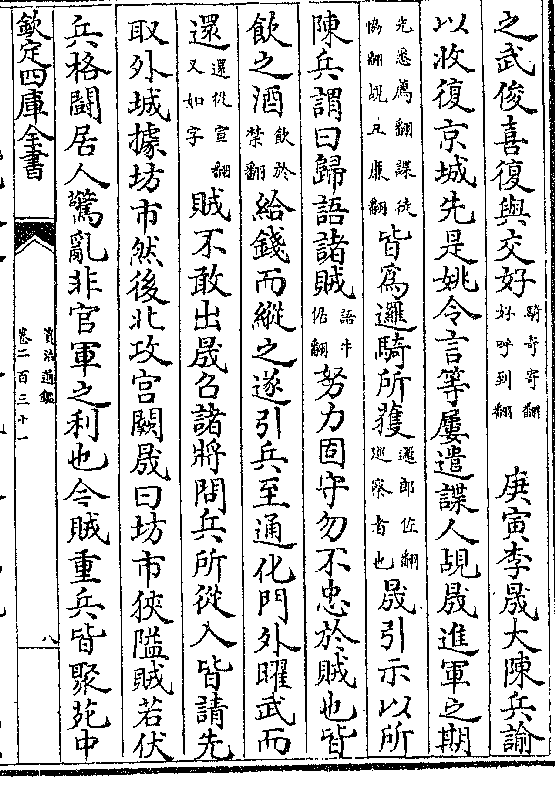 之武俊喜復與交好騎奇寄翻好呼到翻　庚寅李晟大陳兵諭
以收復京城先是姚令言等屢遣諜人覘晟進軍之期
先悉薦翻諜徒協翻覘丑廉翻皆爲邏騎所獲邏郎佐翻巡察者也晟引示以所
陳兵謂曰歸語諸賊語牛倨翻努力固守勿不忠於賊也皆
飲之酒飲於禁翻給錢而縱之遂引兵至通化門外曜武而
還還從宣翻又如字賊不敢出晟召諸將問兵所從入皆請先
取外城據坊市然後北攻宮闕晟曰坊市狹隘賊若伏
兵格鬭居人驚亂非官軍之利也今賊重兵皆聚苑中
欽定四庫全書
資治通鑑
卷二百三十一
八